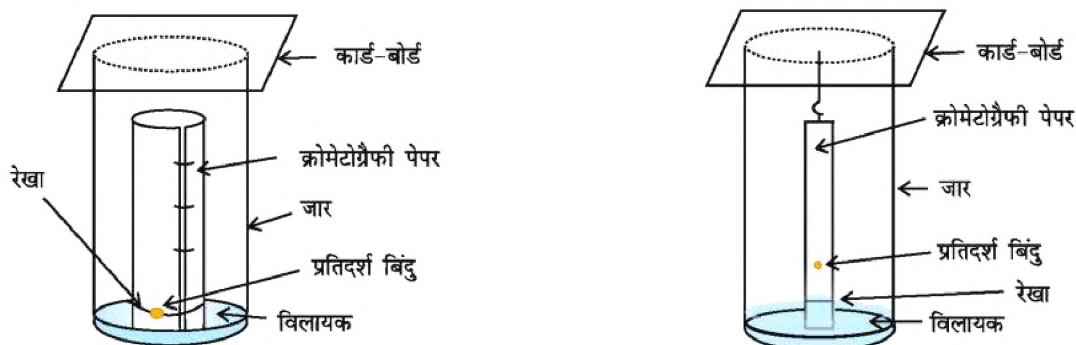 कार्ड-बोर्ड
क्रोमेटोग्रैफी पेपर
रेखा
जार
प्रतिदर्श बिंदु
विलायक
कार्ड-बोर्ड
क्रोमेटोग्रैफी पेपर
जार
प्रतिदर्श बिंदु
रेखा
विलायक